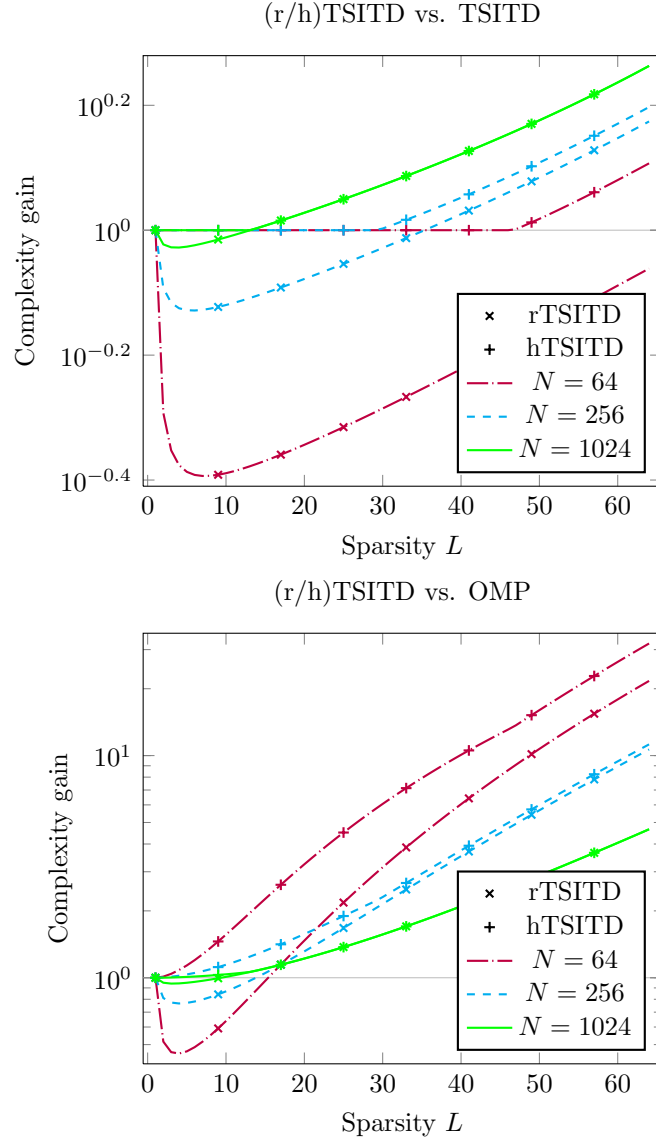 (r/h)TSITD vs. TSITD
Complexity gain
10^0.2
10^0
10^−0.2
10^−0.4
0 10 20 30 40 50 60
Sparsity L
rTSITD
hTSITD
N = 64
N = 256
N = 1024
(r/h)TSITD vs. OMP
Complexity gain
10^1
10^0
0 10 20 30 40 50 60
Sparsity L
rTSITD
hTSITD
N = 64
N = 256
N = 1024